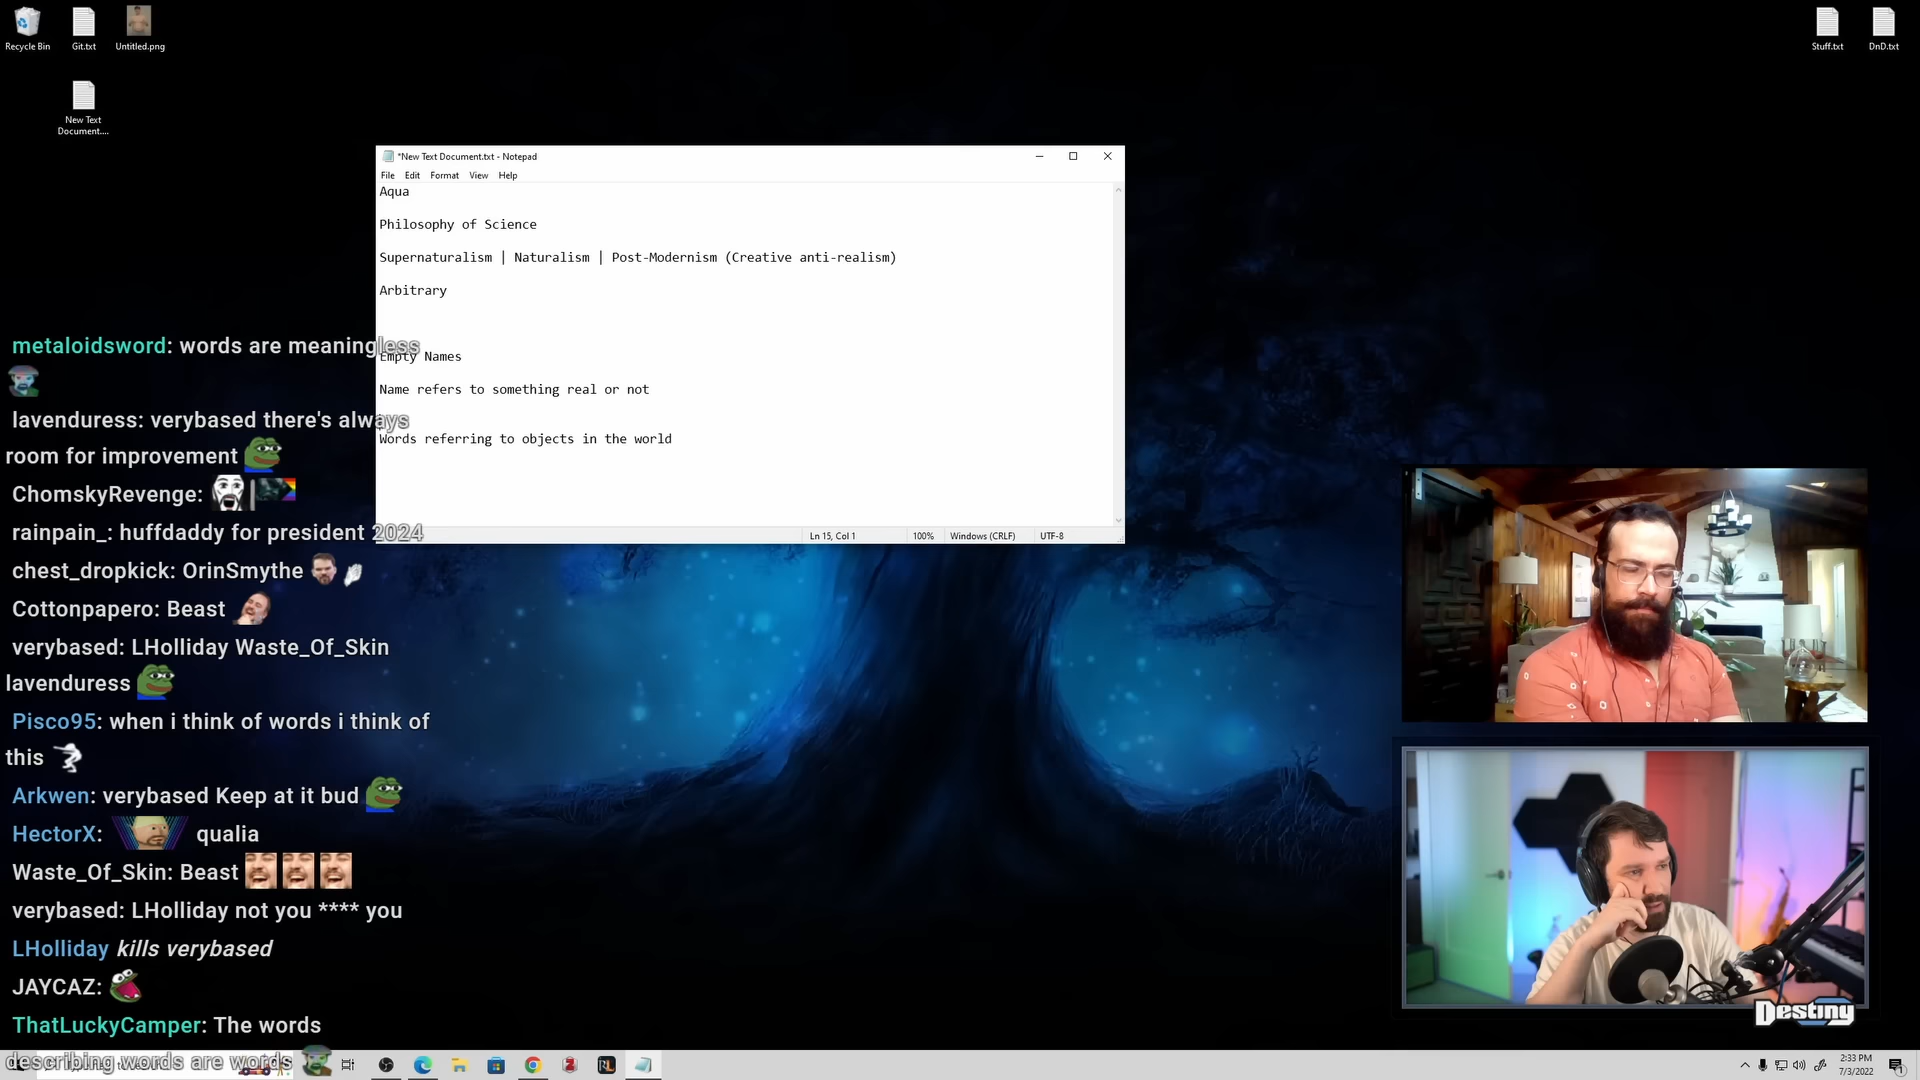 Recycle Bin
Git.txt
Untitled.png
Stuff.txt
DnD.txt
New Text
Document....
*New Text Document.txt - Notepad
File Edit Format View Help
Aqua
Philosophy of Science
Supernaturalism | Naturalism | Post-Modernism (Creative anti-realism)
Arbitrary
Empty Names
Name refers to something real or not
Words referring to objects in the world
Ln 15, Col 1
100%
Windows (CRLF)
UTF-8
metaloidsword: words are meaningless
lavenduress: verybased there's always
room for improvement
ChomskyRevenge:
rainpain_: huffdaddy for president 2024
chest_dropkick: OrinSmythe
Cottonpapero: Beast
verybased: LHolliday Waste_Of_Skin
lavenduress
Pisco95: when i think of words i think of
this
Arkwen: verybased Keep at it bud
HectorX: qualia
Waste_Of_Skin: Beast
verybased: LHolliday not you **** you
LHolliday kills verybased
JAYCAZ:
ThatLuckyCamper: The words
describing words are words
Destiny
2:33 PM
7/3/2022